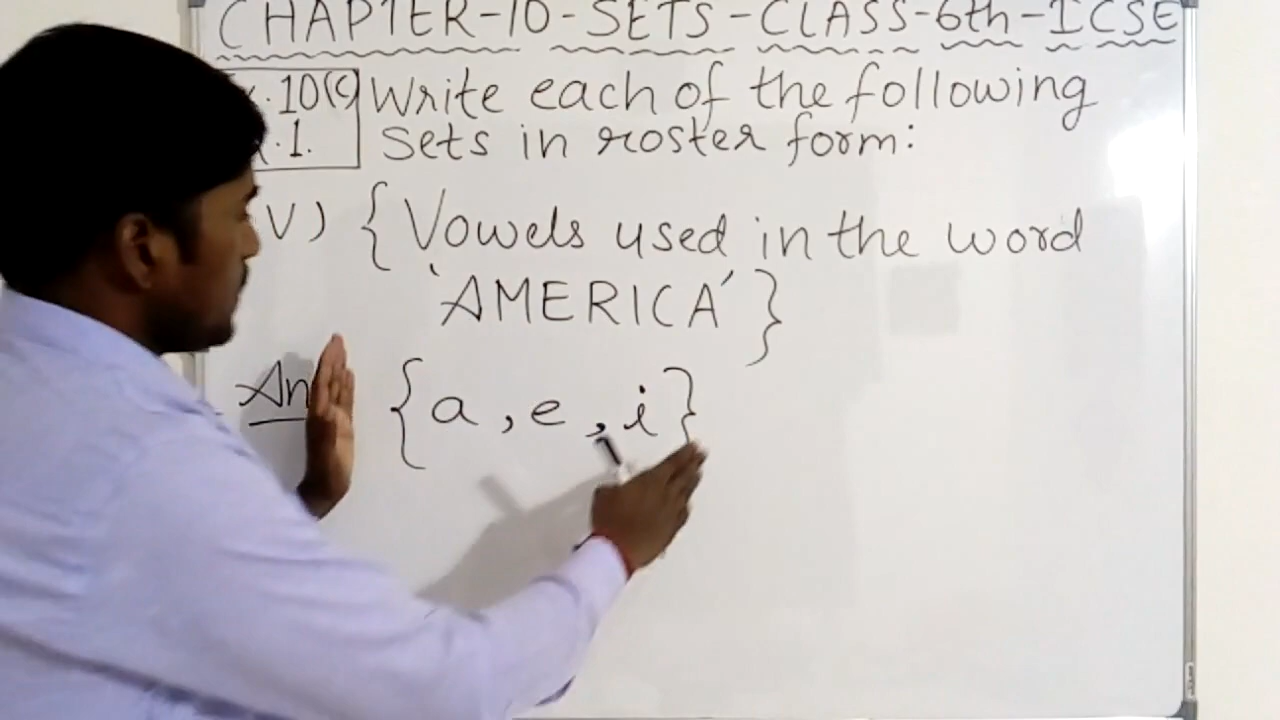 CHAPTER-10-SETS-CLASS-6th-ICSE
10(C) Write each of the following
.1. sets in roster form:
V) { Vowels used in the word
'AMERICA' }
An {a, e, i}